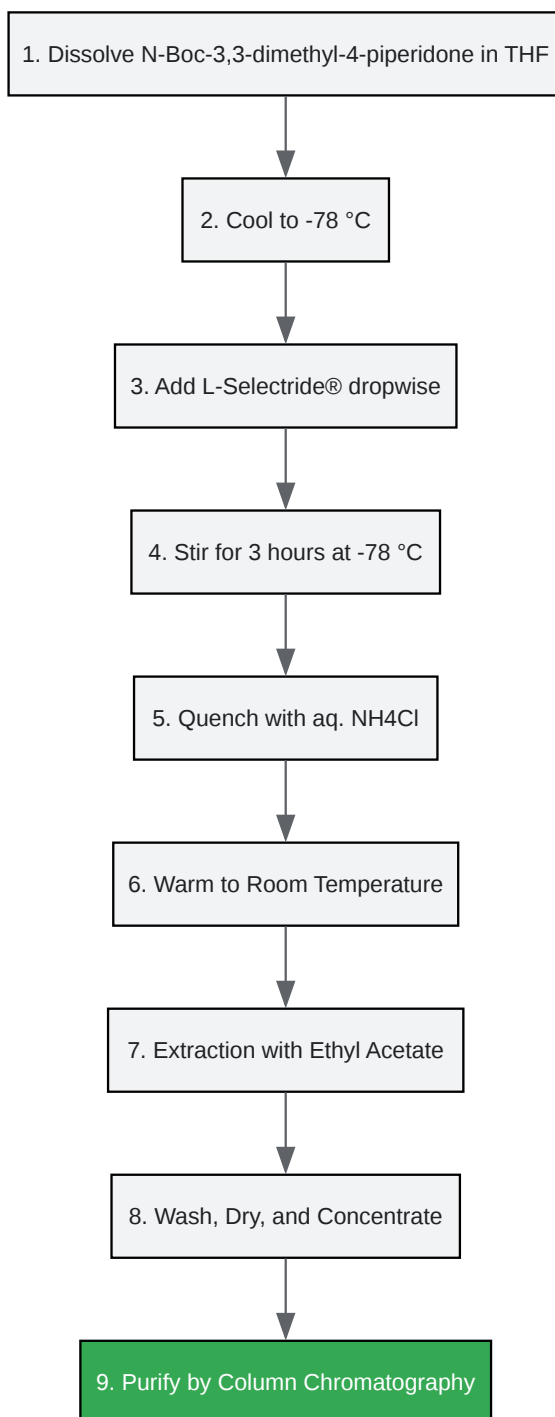 1. Dissolve N-Boc-3,3-dimethyl-4-piperidone in THF
2. Cool to -78 °C
3. Add L-Selectride® dropwise
4. Stir for 3 hours at -78 °C
5. Quench with aq. NH4Cl
6. Warm to Room Temperature
7. Extraction with Ethyl Acetate
8. Wash, Dry, and Concentrate
9. Purify by Column Chromatography